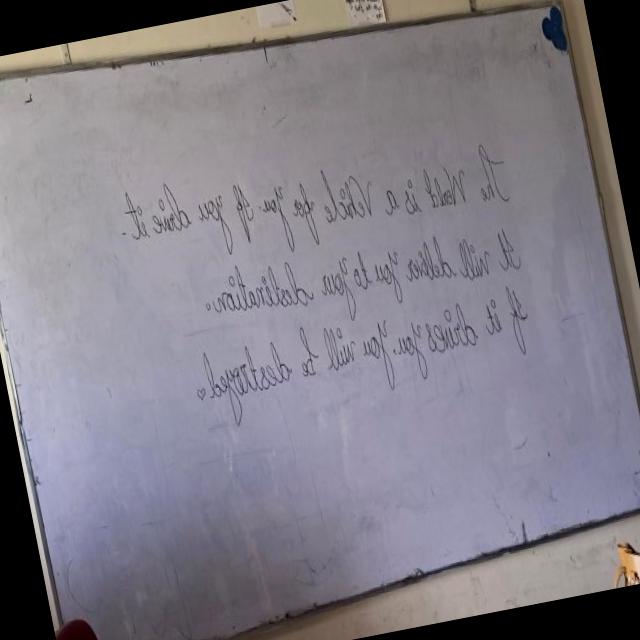 The Mind is a Vehicle for you. If you drive it.
It will deliver you to your destination.
If it drives you. You will be destroyed.